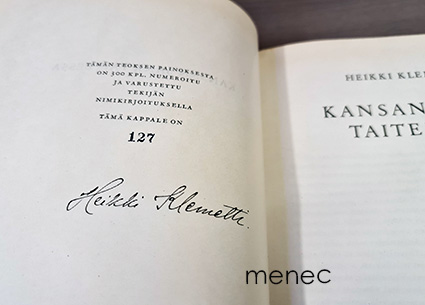 TÄMÄN TEOKSEN PAINOKSESTA
ON 300 KPL. NUMEROITU
JA VARUSTETTU
TEKIJÄN
NIMIKIRJOITUKSELLA
TÄMÄ KAPPALE ON
127
Heikki Klemetti.
HEIKKI KLE
KANSAN
TAITE
menec